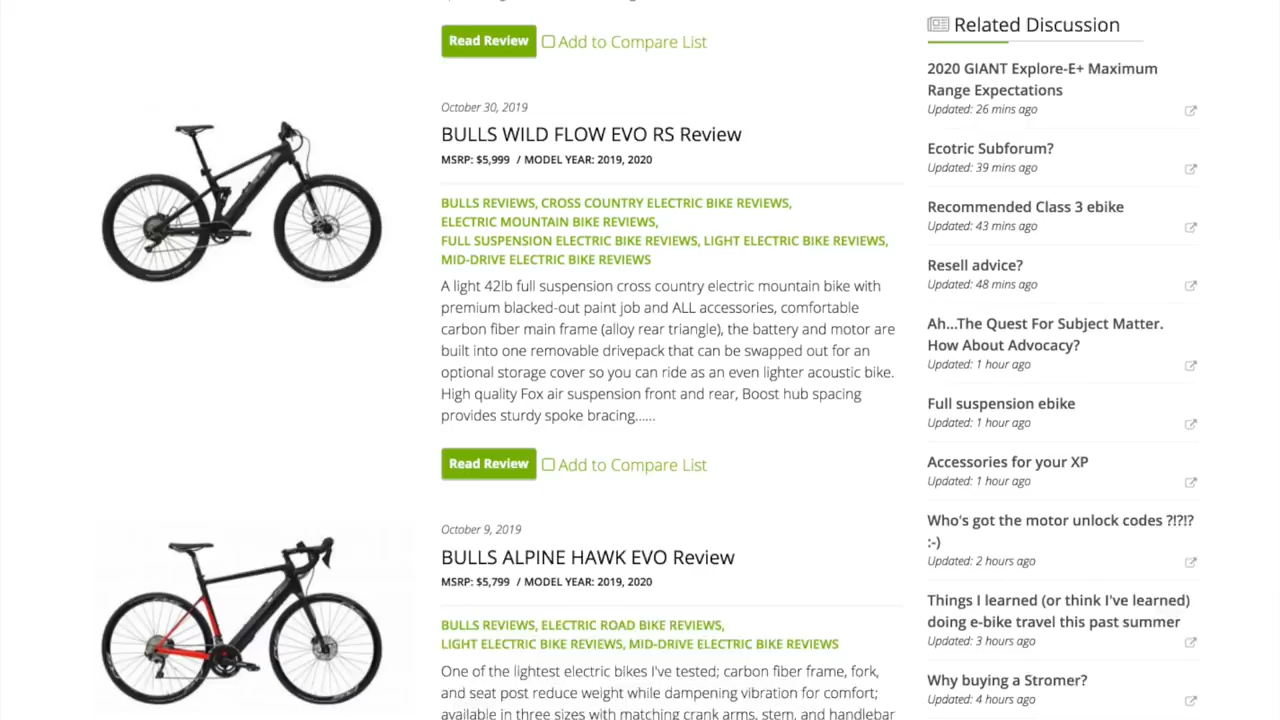 Read Review
Add to Compare List
October 30, 2019
BULLS WILD FLOW EVO RS Review
MSRP: $5,999 / MODEL YEAR: 2019, 2020
BULLS REVIEWS, CROSS COUNTRY ELECTRIC BIKE REVIEWS,
ELECTRIC MOUNTAIN BIKE REVIEWS,
FULL SUSPENSION ELECTRIC BIKE REVIEWS, LIGHT ELECTRIC BIKE REVIEWS,
MID-DRIVE ELECTRIC BIKE REVIEWS
A light 42lb full suspension cross country electric mountain bike with
premium blacked-out paint job and ALL accessories, comfortable
carbon fiber main frame (alloy rear triangle), the battery and motor are
built into one removable drivepack that can be swapped out for an
optional storage cover so you can ride as an even lighter acoustic bike.
High quality Fox air suspension front and rear, Boost hub spacing
provides sturdy spoke bracing......
Read Review
Add to Compare List
October 9, 2019
BULLS ALPINE HAWK EVO Review
MSRP: $5,799 / MODEL YEAR: 2019, 2020
BULLS REVIEWS, ELECTRIC ROAD BIKE REVIEWS,
LIGHT ELECTRIC BIKE REVIEWS, MID-DRIVE ELECTRIC BIKE REVIEWS
One of the lightest electric bikes I've tested; carbon fiber frame, fork,
and seat post reduce weight while dampening vibration for comfort;
available in three sizes with matching crank arms, stem, and handlebar
Related Discussion
2020 GIANT Explore-E+ Maximum
Range Expectations
Updated: 26 mins ago
Ecotric Subforum?
Updated: 39 mins ago
Recommended Class 3 ebike
Updated: 43 mins ago
Resell advice?
Updated: 48 mins ago
Ah...The Quest For Subject Matter.
How About Advocacy?
Updated: 1 hour ago
Full suspension ebike
Updated: 1 hour ago
Accessories for your XP
Updated: 1 hour ago
Who's got the motor unlock codes ?!?!?
:-)
Updated: 2 hours ago
Things I learned (or think I've learned)
doing e-bike travel this past summer
Updated: 3 hours ago
Why buying a Stromer?
Updated: 4 hours ago